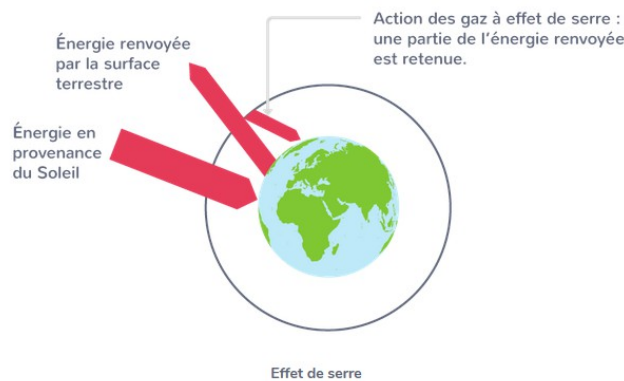 Énergie renvoyée
par la surface
terrestre
Action des gaz à effet de serre :
une partie de l'énergie renvoyée
est retenue.
Énergie en
provenance
du Soleil
Effet de serre